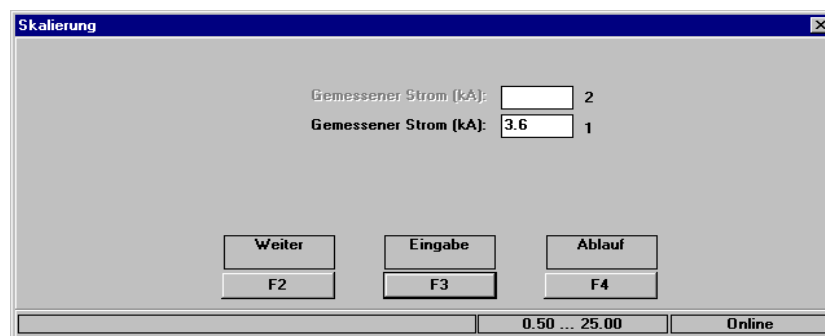 Skalierung
Gemessener Strom (kA): 2
Gemessener Strom (kA): 3.6 1
Weiter Eingabe Ablauf
F2 F3 F4
0.50 ... 25.00 Online